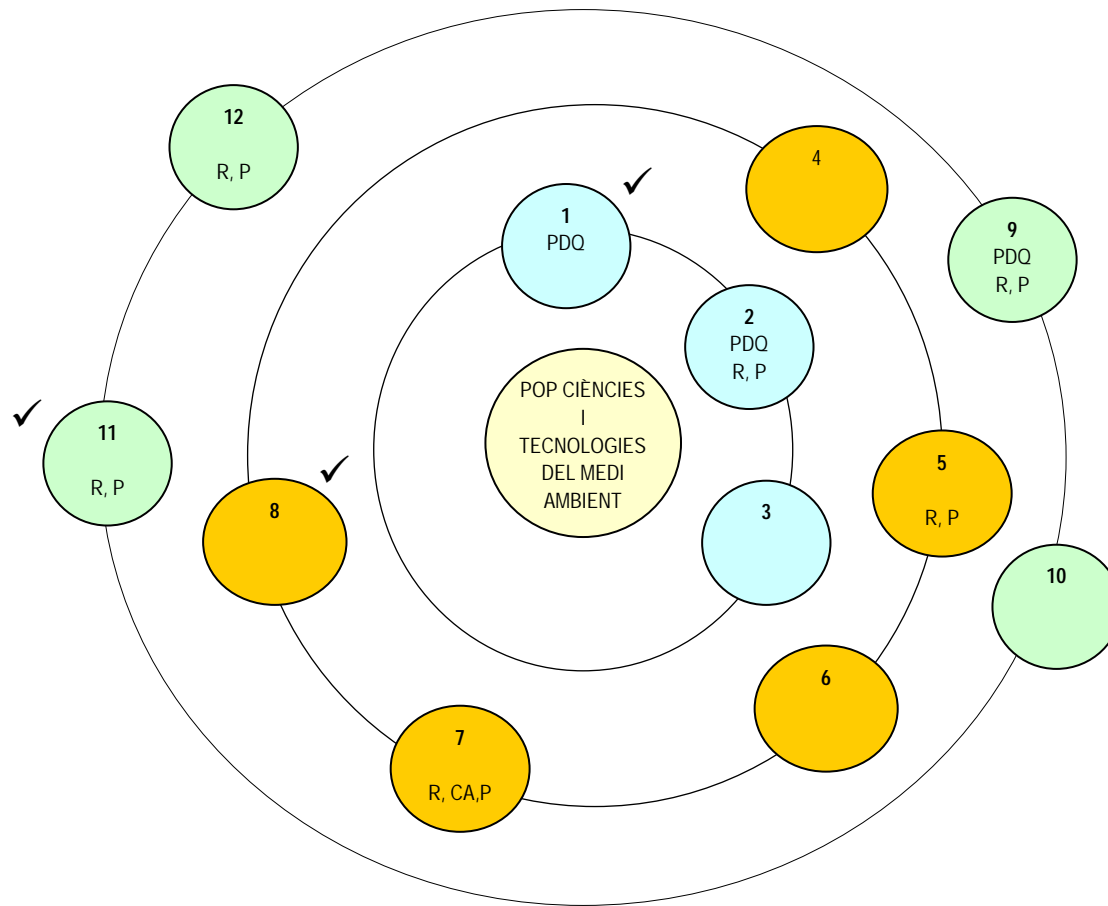 12
R, P
4
1
PDQ
9
PDQ
R, P
2
PDQ
R, P
POP CIÈNCIES
I
TECNOLOGIES
DEL MEDI
AMBIENT
11
R, P
5
R, P
8
3
10
6
7
R, CA,P